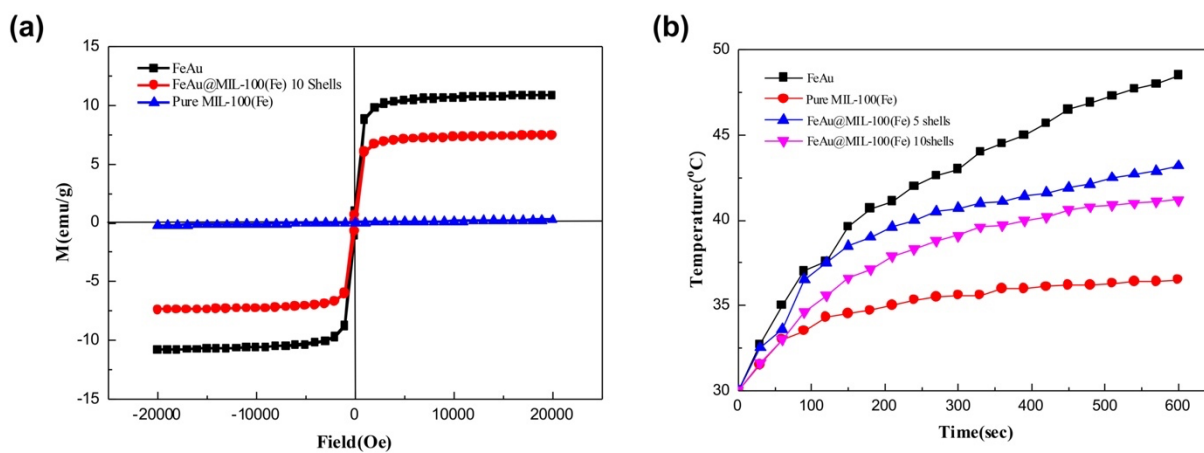 (a)
15
10
5
0
-5
-10
-15
M(emu/g)
FeAu
FeAu@MIL-100(Fe) 10 Shells
Pure MIL-100(Fe)
-20000 -10000 0 10000 20000
Field(Oe)
(b)
50
45
40
35
30
Temperature(°C)
FeAu
Pure MIL-100(Fe)
FeAu@MIL-100(Fe) 5 shells
FeAu@MIL-100(Fe) 10shells
0 100 200 300 400 500 600
Time(sec)